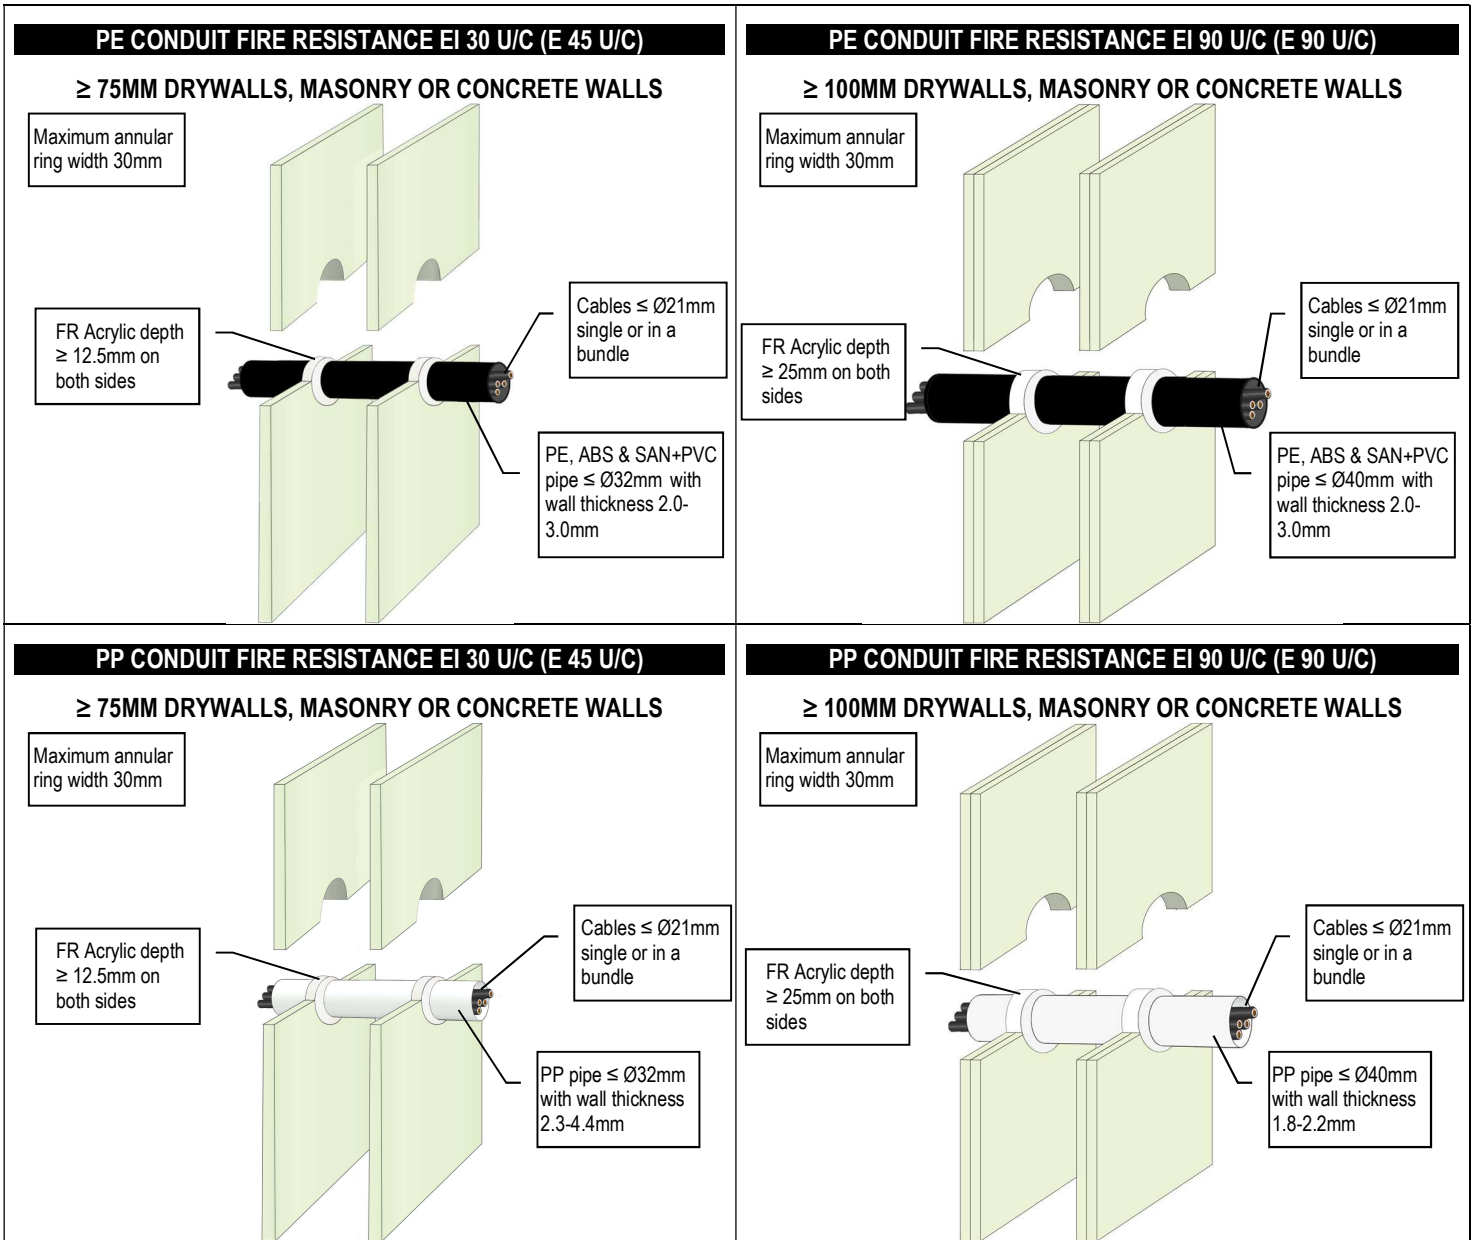 PE CONDUIT FIRE RESISTANCE EI 30 U/C (E 45 U/C)
≥ 75MM DRYWALLS, MASONRY OR CONCRETE WALLS
Maximum annular
ring width 30mm
FR Acrylic depth
≥ 12.5mm on
both sides
Cables ≤ Ø21mm
single or in a
bundle
PE, ABS & SAN+PVC
pipe ≤ Ø32mm with
wall thickness 2.0-
3.0mm
PE CONDUIT FIRE RESISTANCE EI 90 U/C (E 90 U/C)
≥ 100MM DRYWALLS, MASONRY OR CONCRETE WALLS
Maximum annular
ring width 30mm
FR Acrylic depth
≥ 25mm on both
sides
Cables ≤ Ø21mm
single or in a
bundle
PE, ABS & SAN+PVC
pipe ≤ Ø40mm with
wall thickness 2.0-
3.0mm
PP CONDUIT FIRE RESISTANCE EI 30 U/C (E 45 U/C)
≥ 75MM DRYWALLS, MASONRY OR CONCRETE WALLS
Maximum annular
ring width 30mm
FR Acrylic depth
≥ 12.5mm on
both sides
Cables ≤ Ø21mm
single or in a
bundle
PP pipe ≤ Ø32mm
with wall thickness
2.3-4.4mm
PP CONDUIT FIRE RESISTANCE EI 90 U/C (E 90 U/C)
≥ 100MM DRYWALLS, MASONRY OR CONCRETE WALLS
Maximum annular
ring width 30mm
FR Acrylic depth
≥ 25mm on both
sides
Cables ≤ Ø21mm
single or in a
bundle
PP pipe ≤ Ø40mm
with wall thickness
1.8-2.2mm